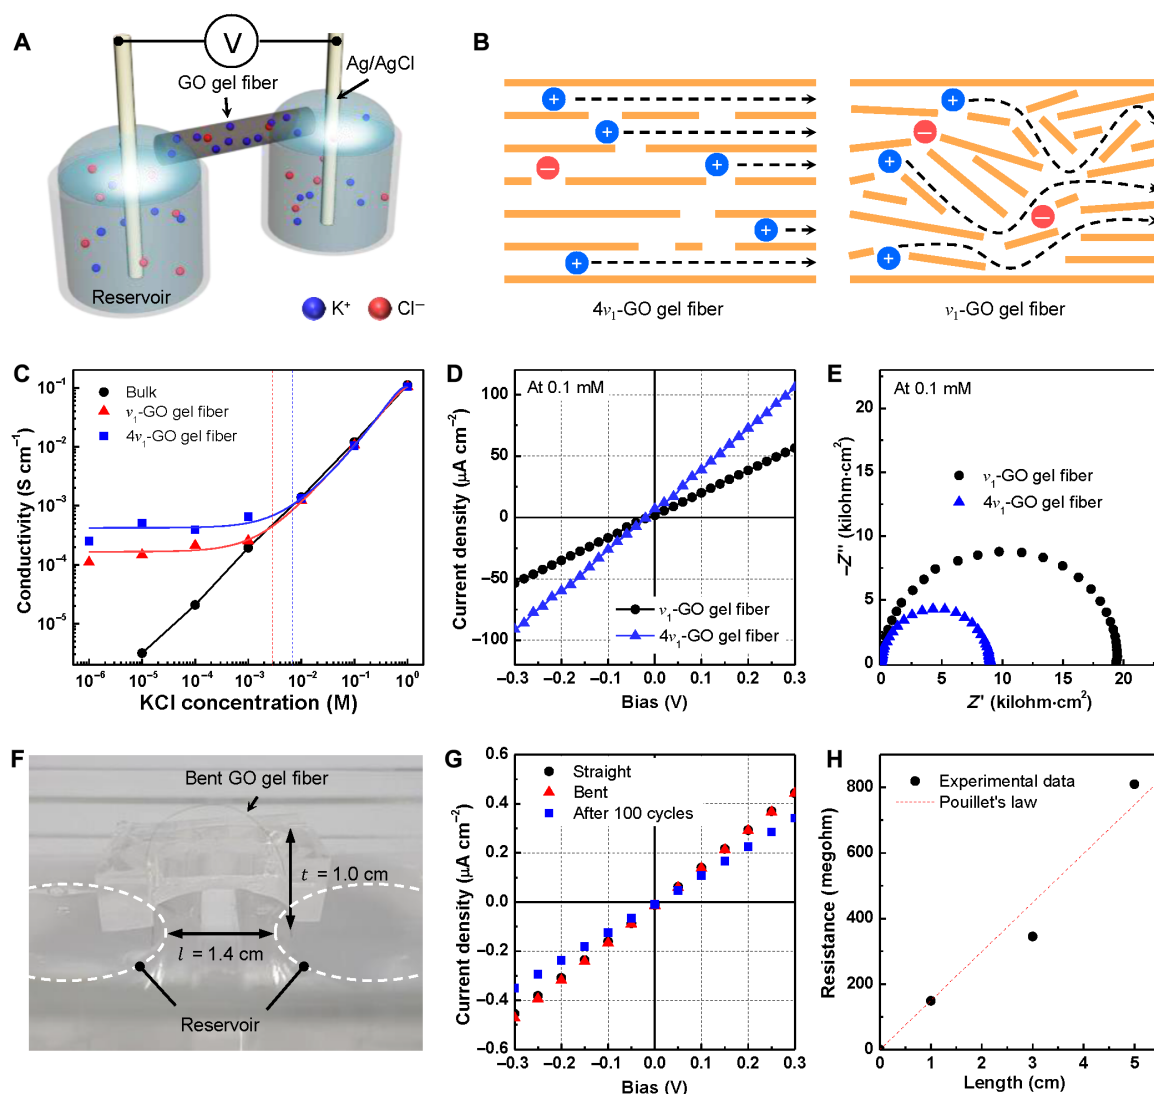 A
V
GO gel fiber
Ag/AgCl
Reservoir
K⁺
Cl⁻
B
+
+
−
+
+
+
+
−
+
−
+
4v₁-GO gel fiber
v₁-GO gel fiber
C
Bulk
v₁-GO gel fiber
4v₁-GO gel fiber
Conductivity (S cm⁻¹)
10⁻¹
10⁻²
10⁻³
10⁻⁴
10⁻⁵
10⁻⁶ 10⁻⁵ 10⁻⁴ 10⁻³ 10⁻² 10⁻¹ 10⁰
KCl concentration (M)
D
At 0.1 mM
Current density (μA cm⁻²)
100
50
0
−50
−100
v₁-GO gel fiber
4v₁-GO gel fiber
−0.3 −0.2 −0.1 0.0 0.1 0.2 0.3
Bias (V)
E
At 0.1 mM
v₁-GO gel fiber
4v₁-GO gel fiber
−Z″ (kilohm·cm²)
20
10
0
0 5 10 15 20
Z′ (kilohm·cm²)
F
Bent GO gel fiber
t = 1.0 cm
l = 1.4 cm
Reservoir
G
Straight
Bent
After 100 cycles
Current density (μA cm⁻²)
0.6
0.4
0.2
0.0
−0.2
−0.4
−0.6
−0.3 −0.2 −0.1 0.0 0.1 0.2 0.3
Bias (V)
H
Experimental data
Pouillet's law
Resistance (megohm)
800
600
400
200
0
0 1 2 3 4 5
Length (cm)